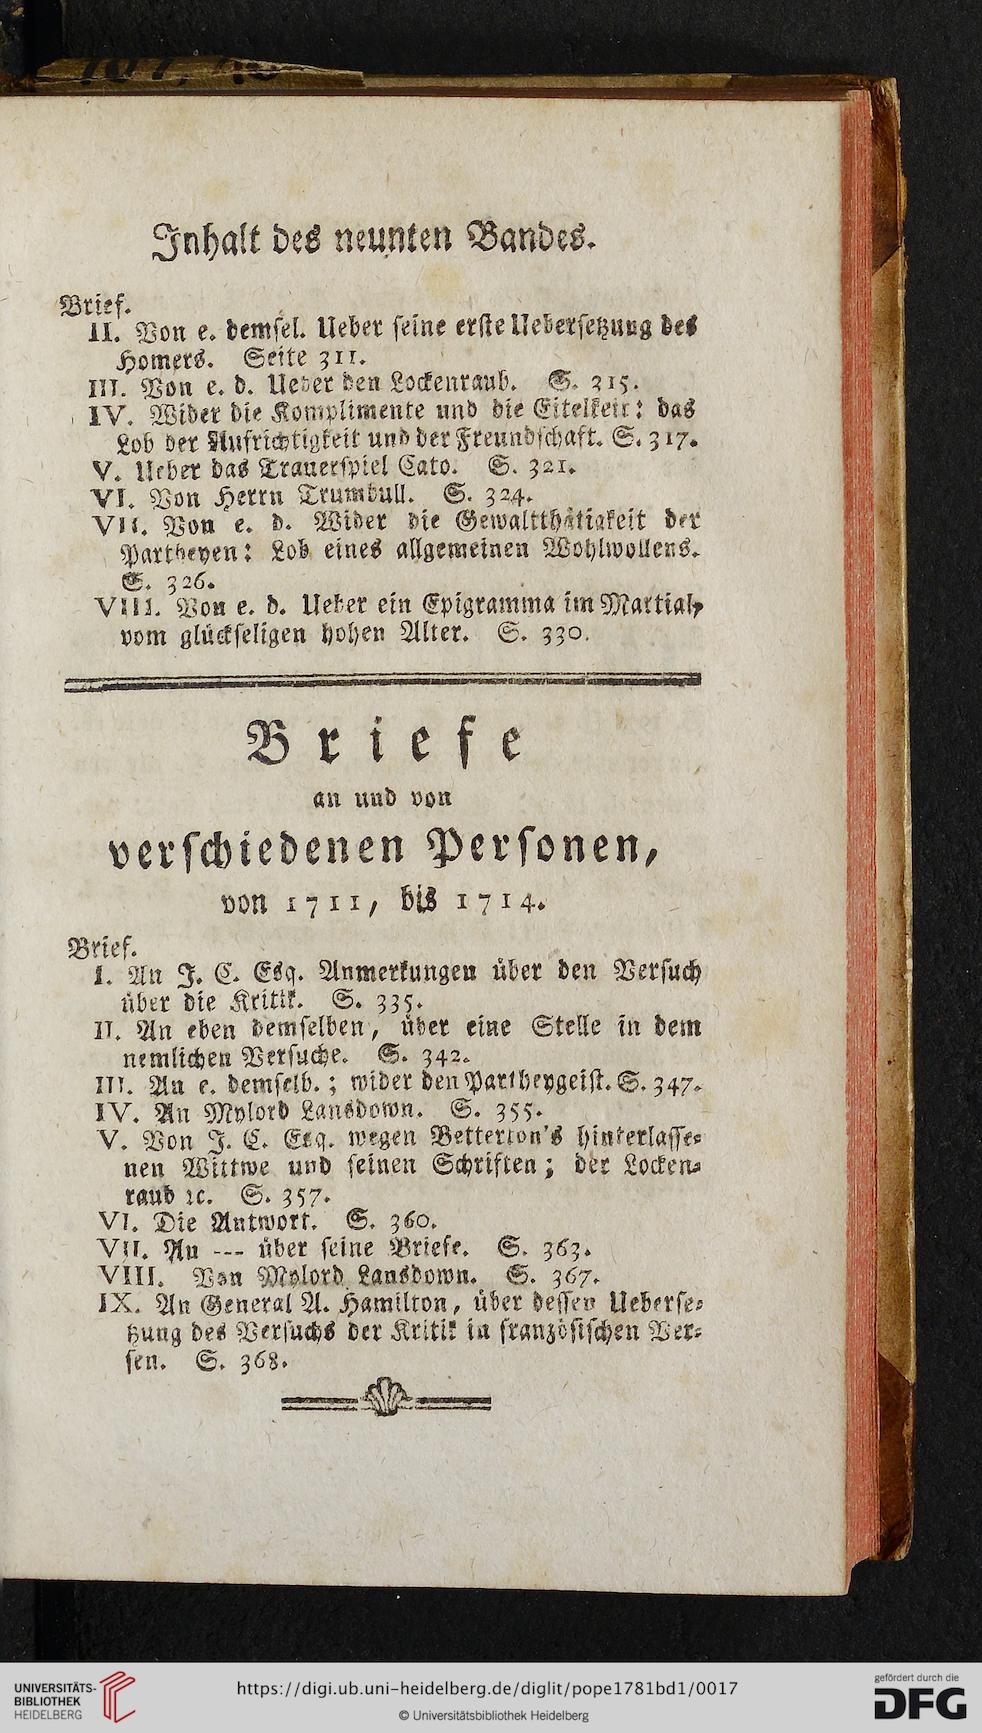 Inhalt des neunten Bandes.
Brief.
II. Von e. demsel. Ueber seine erste Uebersetzung des
Homers. Seite 311.
III. Von e. d. Ueber den Lockenraub. S. 315.
IV. Wider die Komplimente und die Eitelkeit: das
Lob der Aufrichtigkeit und der Freundschaft. S. 317.
V. Ueber das Trauerspiel Cato. S. 321.
VI. Von Herrn Trumbull. S. 324.
VII. Von e. d. Wider die Gewaltthätigkeit der
Partheyen: Lob eines allgemeinen Wohlwollens.
S. 326.
VIII. Von e. d. Ueber ein Epigramma im Martial,
vom glückseligen hohen Alter. S. 330.
Briefe
an und von
verschiedenen Personen,
von 1711, bis 1714.
Brief.
I. An J. C. Esq. Anmerkungen über den Versuch
über die Kritik. S. 335.
II. An eben demselben, über eine Stelle in dem
nemlichen Versuche. S. 342.
III. An e. demselb.; wider den Partheygeist. S. 347.
IV. An Mylord Lansdown. S. 355.
V. Von J. C. Esq. wegen Betterton's hinterlasse-
nen Wittwe und seinen Schriften; der Locken-
raub ꝛc. S. 357.
VI. Die Antwort. S. 360.
VII. An --- über seine Briefe. S. 363.
VIII. Von Mylord Lansdown. S. 367.
IX. An General A. Hamilton, über dessen Ueberse-
tzung des Versuchs der Kritik in französischen Ver-
sen. S. 368.
UNIVERSITÄTS-
BIBLIOTHEK
HEIDELBERG
https://digi.ub.uni-heidelberg.de/diglit/pope1781bd1/0017
© Universitätsbibliothek Heidelberg
gefördert durch die
DFG